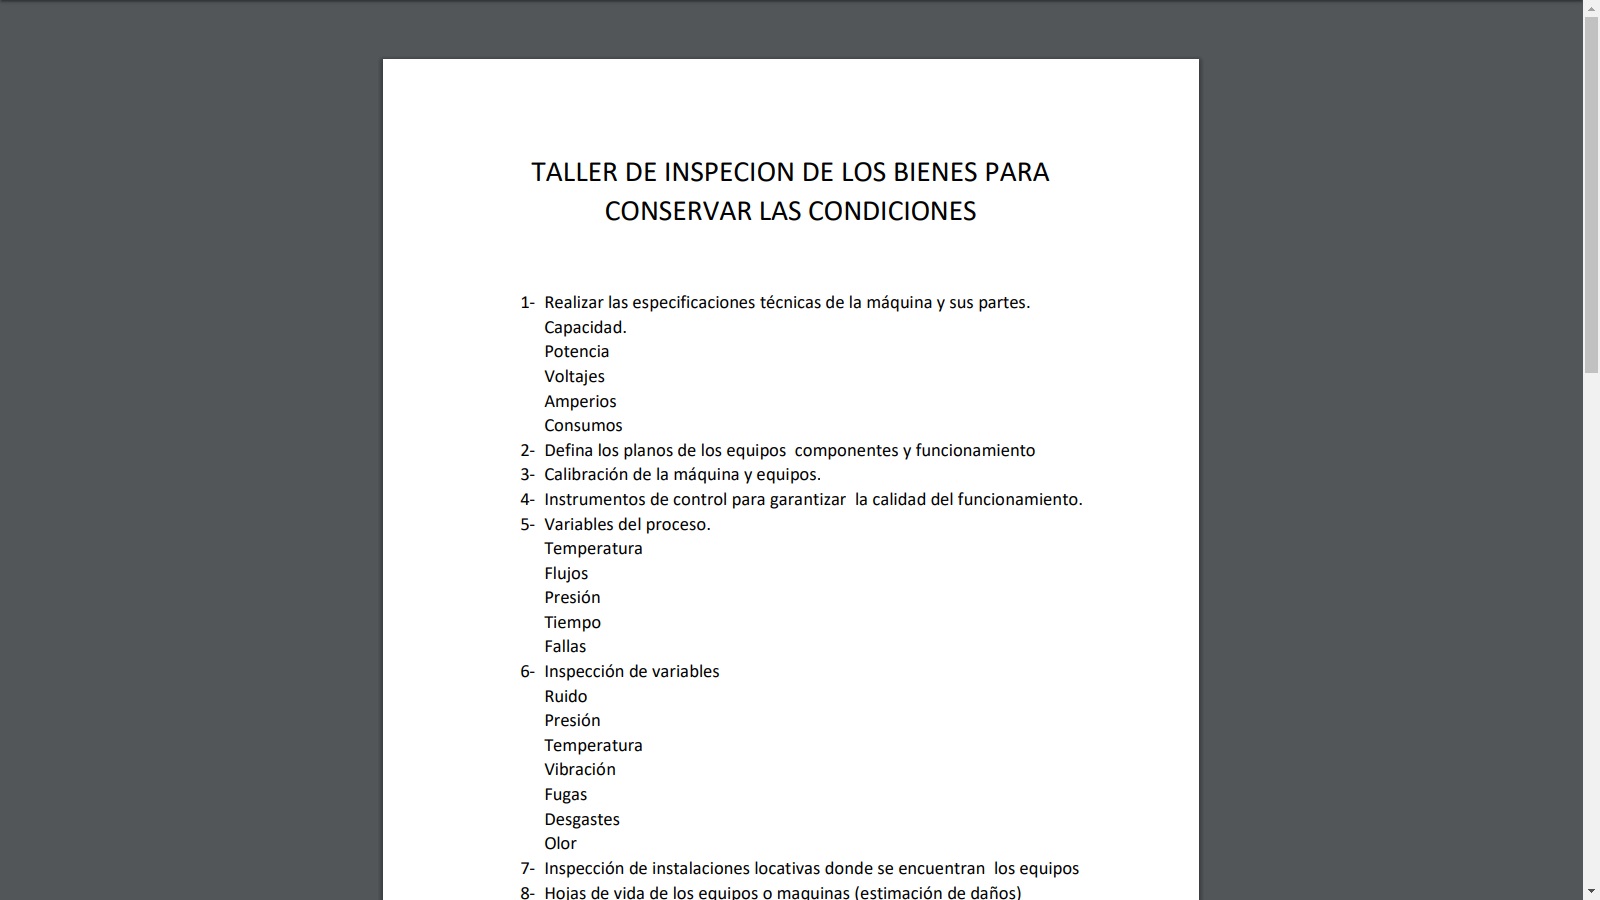 TALLER DE INSPECION DE LOS BIENES PARA
CONSERVAR LAS CONDICIONES
1- Realizar las especificaciones técnicas de la máquina y sus partes.
Capacidad.
Potencia
Voltajes
Amperios
Consumos
2- Defina los planos de los equipos  componentes y funcionamiento
3- Calibración de la máquina y equipos.
4- Instrumentos de control para garantizar  la calidad del funcionamiento.
5- Variables del proceso.
Temperatura
Flujos
Presión
Tiempo
Fallas
6- Inspección de variables
Ruido
Presión
Temperatura
Vibración
Fugas
Desgastes
Olor
7- Inspección de instalaciones locativas donde se encuentran  los equipos
8- Hojas de vida de los equipos o maquinas (estimación de daños)